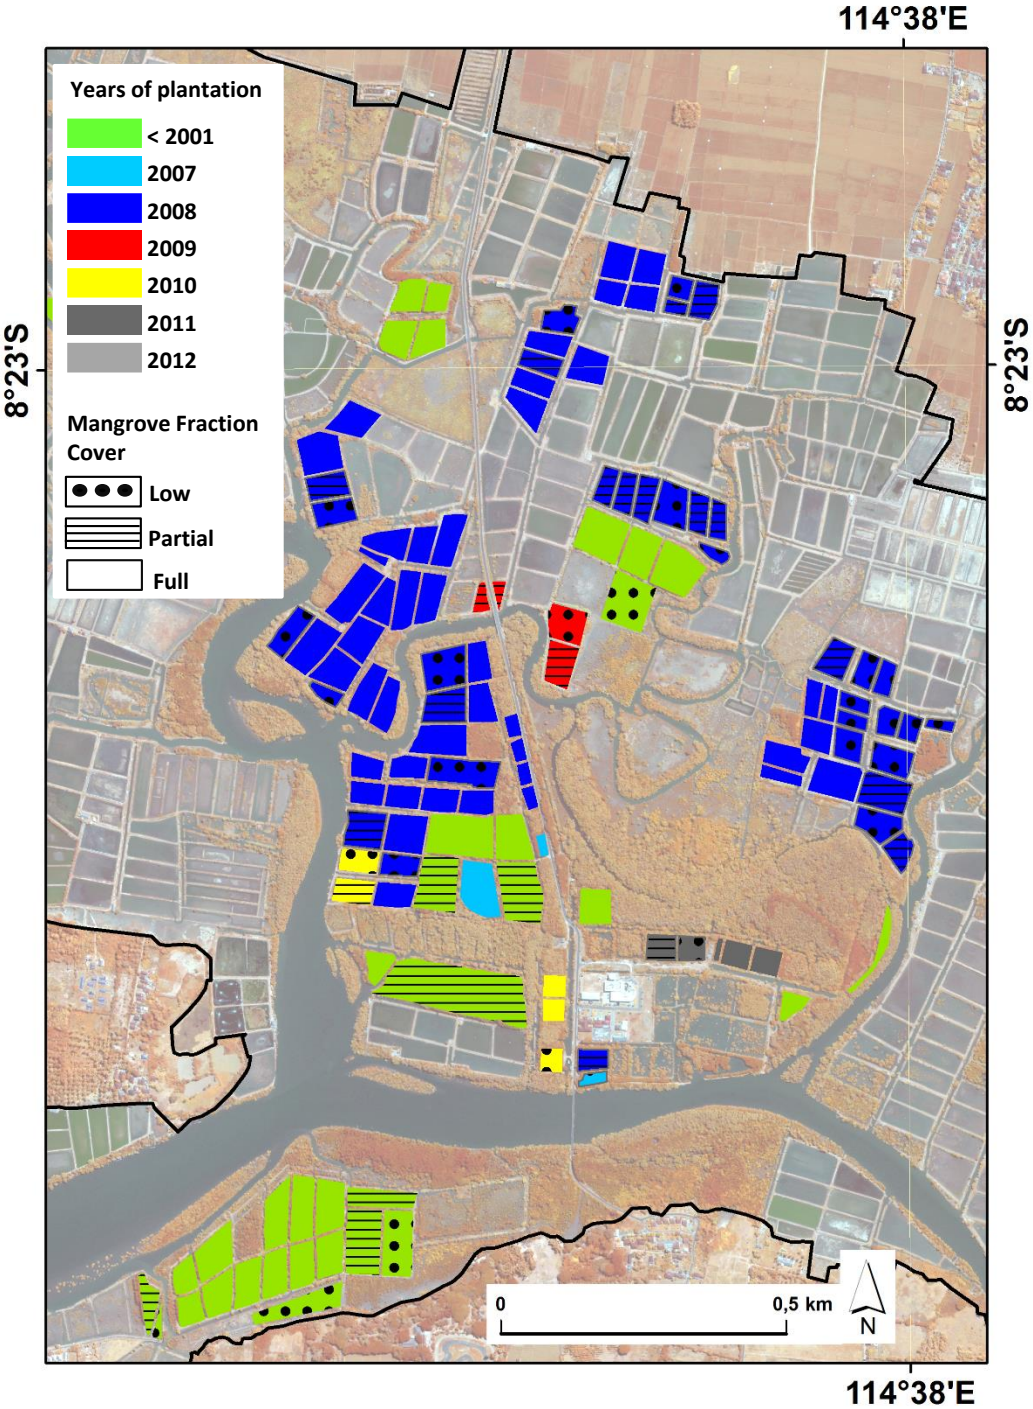 114°38'E
Years of plantation
< 2001
2007
2008
2009
2010
2011
2012
Mangrove Fraction
Cover
Low
Partial
Full
8°23'S
8°23'S
0
0,5 km
N
114°38'E